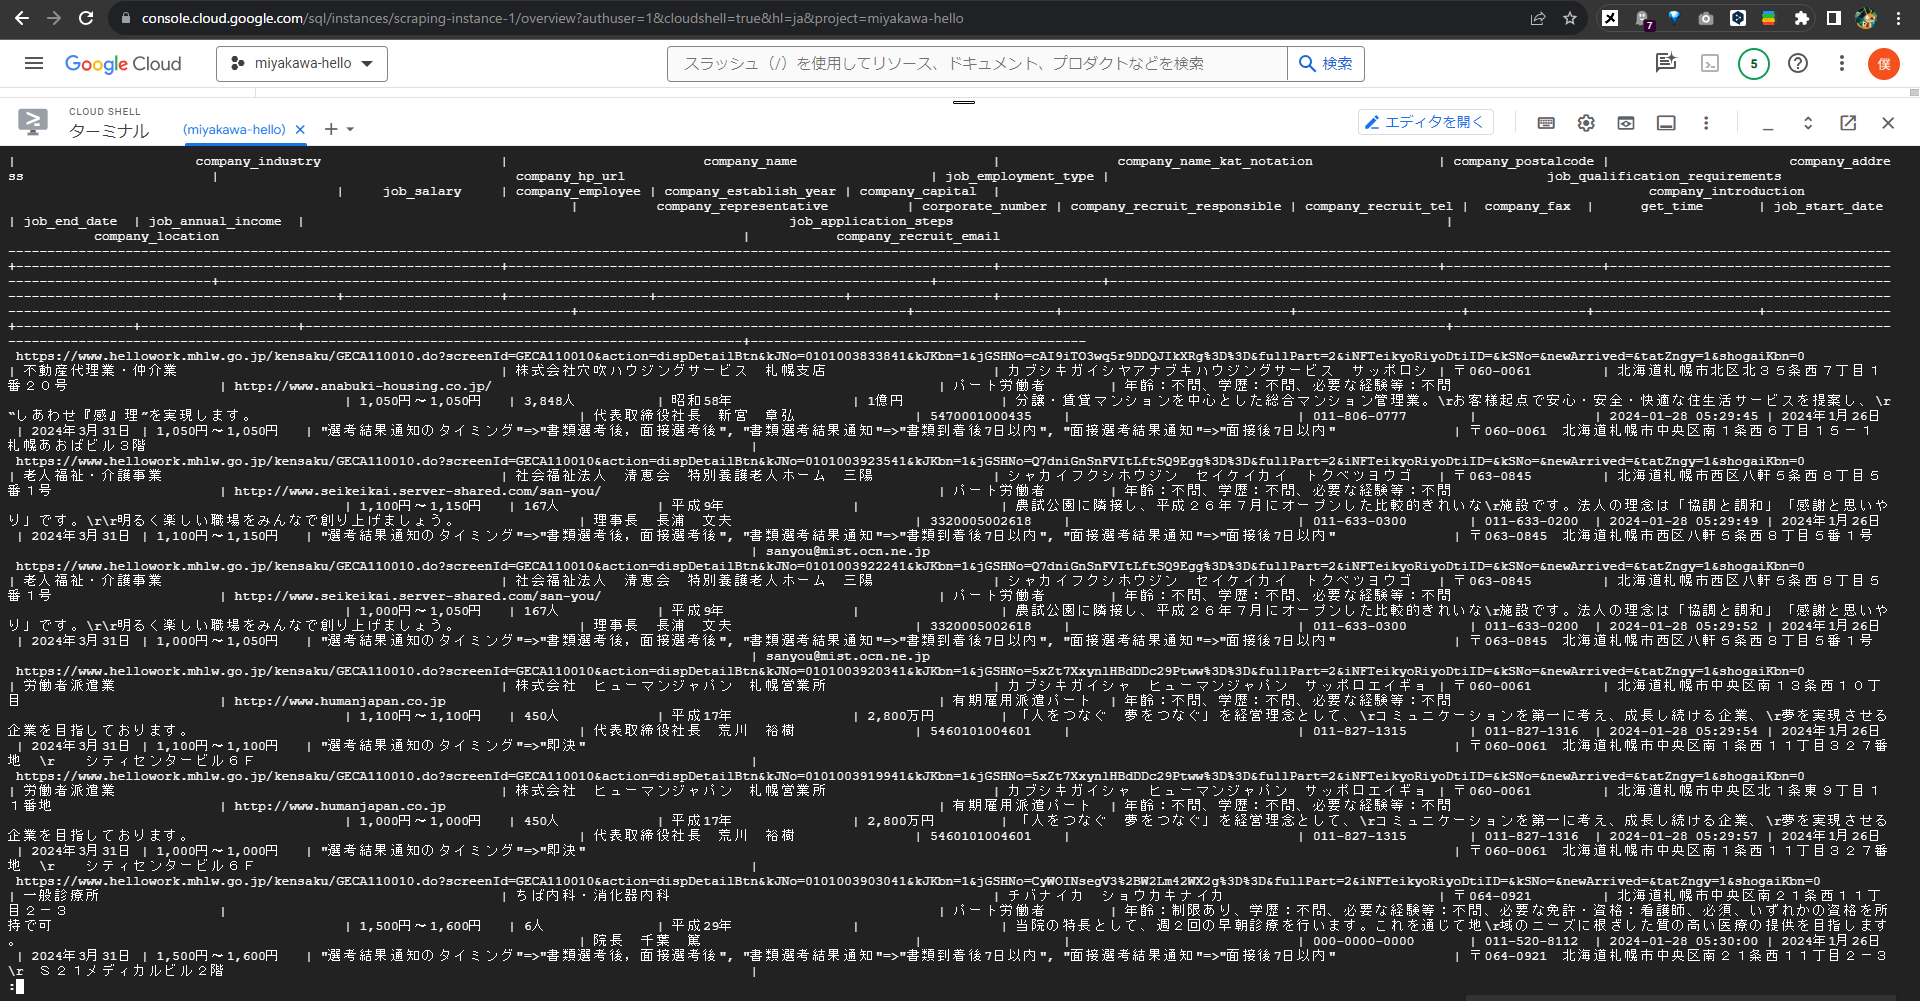 console.cloud.google.com/sql/instances/scraping-instance-1/overview?authuser=1&cloudshell=true&hl=ja&project=miyakawa-hello
7
Google Cloud
miyakawa-hello
スラッシュ（/）を使用してリソース、ドキュメント、プロダクトなどを検索
検索
5
僕
CLOUD SHELL
ターミナル
(miyakawa-hello)
エディタを開く
| company_industry | company_name | company_name_kat_notation | company_postalcode | company_addre
ss | company_hp_url | job_employment_type | job_qualification_requirements
| job_salary | company_employee | company_establish_year | company_capital | company_introduction
| company_representative | corporate_number | company_recruit_responsible | company_recruit_tel | company_fax | get_time | job_start_date
| job_end_date | job_annual_income | job_application_steps |
company_location | company_recruit_email
https://www.hellowork.mhlw.go.jp/kensaku/GECA110010.do?screenId=GECA110010&action=dispDetailBtn&kJNo=0101003833841&kJKbn=1&jGSHNo=cAI9iTO3wq5r9DDQJIkXRg%3D%3D&fullPart=2&iNFTeikyoRiyoDtiID=&kSNo=&newArrived=&tatZngy=1&shogaiKbn=0
| 不動産代理業・仲介業 | 株式会社穴吹ハウジングサービス 札幌支店 | カブシキガイシヤアナブキハウジングサービス サッポロシ | 〒060-0061 | 北海道札幌市北区北３５条西７丁目１
番２０号 | http://www.anabuki-housing.co.jp/ | パート労働者 | 年齢：不問、学歴：不問、必要な経験等：不問
| 1,050円～1,050円 | 3,848人 | 昭和58年 | 1億円 | 分譲・賃貸マンションを中心とした総合マンション管理業。\rお客様起点で安心・安全・快適な住生活サービスを提案し、\r
“しあわせ『感』理”を実現します。 | 代表取締役社長 新宮 章弘 | 5470001000435 | | 011-806-0777 | | 2024-01-28 05:29:45 | 2024年1月26日
| 2024年3月31日 | 1,050円～1,050円 | "選考結果通知のタイミング"=>"書類選考後，面接選考後", "書類選考結果通知"=>"書類到着後7日以内", "面接選考結果通知"=>"面接後7日以内" | 〒060-0061 北海道札幌市中央区南１条西６丁目１５－１
札幌あおばビル３階 |
https://www.hellowork.mhlw.go.jp/kensaku/GECA110010.do?screenId=GECA110010&action=dispDetailBtn&kJNo=0101003923541&kJKbn=1&jGSHNo=Q7dniGnSnFVItLftSQ9Egg%3D%3D&fullPart=2&iNFTeikyoRiyoDtiID=&kSNo=&newArrived=&tatZngy=1&shogaiKbn=0
| 老人福祉・介護事業 | 社会福祉法人 清恵会 特別養護老人ホーム 三陽 | シャカイフクシホウジン セイケイカイ トクベツヨウゴ | 〒063-0845 | 北海道札幌市西区八軒５条西８丁目５
番１号 | http://www.seikeikai.server-shared.com/san-you/ | パート労働者 | 年齢：不問、学歴：不問、必要な経験等：不問
| 1,100円～1,150円 | 167人 | 平成9年 | | 農試公園に隣接し、平成２６年７月にオープンした比較的きれいな\r施設です。法人の理念は「協調と調和」「感謝と思いや
り」です。\r\r明るく楽しい職場をみんなで創り上げましょう。 | 理事長 長浦 文夫 | 3320005002618 | | 011-633-0300 | 011-633-0200 | 2024-01-28 05:29:49 | 2024年1月26日
| 2024年3月31日 | 1,100円～1,150円 | "選考結果通知のタイミング"=>"書類選考後，面接選考後", "書類選考結果通知"=>"書類到着後7日以内", "面接選考結果通知"=>"面接後7日以内" | 〒063-0845 北海道札幌市西区八軒５条西８丁目５番１号
| sanyou@mist.ocn.ne.jp
https://www.hellowork.mhlw.go.jp/kensaku/GECA110010.do?screenId=GECA110010&action=dispDetailBtn&kJNo=0101003922241&kJKbn=1&jGSHNo=Q7dniGnSnFVItLftSQ9Egg%3D%3D&fullPart=2&iNFTeikyoRiyoDtiID=&kSNo=&newArrived=&tatZngy=1&shogaiKbn=0
| 老人福祉・介護事業 | 社会福祉法人 清恵会 特別養護老人ホーム 三陽 | シャカイフクシホウジン セイケイカイ トクベツヨウゴ | 〒063-0845 | 北海道札幌市西区八軒５条西８丁目５
番１号 | http://www.seikeikai.server-shared.com/san-you/ | パート労働者 | 年齢：不問、学歴：不問、必要な経験等：不問
| 1,000円～1,050円 | 167人 | 平成9年 | | 農試公園に隣接し、平成２６年７月にオープンした比較的きれいな\r施設です。法人の理念は「協調と調和」「感謝と思いや
り」です。\r\r明るく楽しい職場をみんなで創り上げましょう。 | 理事長 長浦 文夫 | 3320005002618 | | 011-633-0300 | 011-633-0200 | 2024-01-28 05:29:52 | 2024年1月26日
| 2024年3月31日 | 1,000円～1,050円 | "選考結果通知のタイミング"=>"書類選考後，面接選考後", "書類選考結果通知"=>"書類到着後7日以内", "面接選考結果通知"=>"面接後7日以内" | 〒063-0845 北海道札幌市西区八軒５条西８丁目５番１号
| sanyou@mist.ocn.ne.jp
https://www.hellowork.mhlw.go.jp/kensaku/GECA110010.do?screenId=GECA110010&action=dispDetailBtn&kJNo=0101003920341&kJKbn=1&jGSHNo=5xZt7XxynlHBdDDc29Ptww%3D%3D&fullPart=2&iNFTeikyoRiyoDtiID=&kSNo=&newArrived=&tatZngy=1&shogaiKbn=0
| 労働者派遣業 | 株式会社 ヒューマンジャパン 札幌営業所 | カブシキガイシャ ヒューマンジャパン サッポロエイギョ | 〒060-0061 | 北海道札幌市中央区南１３条西１０丁
目 | http://www.humanjapan.co.jp | 有期雇用派遣パート | 年齢：不問、学歴：不問、必要な経験等：不問
| 1,100円～1,100円 | 450人 | 平成17年 | 2,800万円 | 「人をつなぐ 夢をつなぐ」を経営理念として、\rコミュニケーションを第一に考え、成長し続ける企業、\r夢を実現させる
企業を目指しております。 | 代表取締役社長 荒川 裕樹 | 5460101004601 | | 011-827-1315 | 011-827-1316 | 2024-01-28 05:29:54 | 2024年1月26日
| 2024年3月31日 | 1,100円～1,100円 | "選考結果通知のタイミング"=>"即決" | 〒060-0061 北海道札幌市中央区南１条西１１丁目３２７番
地 \r シティセンタービル６Ｆ |
https://www.hellowork.mhlw.go.jp/kensaku/GECA110010.do?screenId=GECA110010&action=dispDetailBtn&kJNo=0101003919941&kJKbn=1&jGSHNo=5xZt7XxynlHBdDDc29Ptww%3D%3D&fullPart=2&iNFTeikyoRiyoDtiID=&kSNo=&newArrived=&tatZngy=1&shogaiKbn=0
| 労働者派遣業 | 株式会社 ヒューマンジャパン 札幌営業所 | カブシキガイシャ ヒューマンジャパン サッポロエイギョ | 〒060-0061 | 北海道札幌市中央区北１条東９丁目１
１番地 | http://www.humanjapan.co.jp | 有期雇用派遣パート | 年齢：不問、学歴：不問、必要な経験等：不問
| 1,000円～1,000円 | 450人 | 平成17年 | 2,800万円 | 「人をつなぐ 夢をつなぐ」を経営理念として、\rコミュニケーションを第一に考え、成長し続ける企業、\r夢を実現させる
企業を目指しております。 | 代表取締役社長 荒川 裕樹 | 5460101004601 | | 011-827-1315 | 011-827-1316 | 2024-01-28 05:29:57 | 2024年1月26日
| 2024年3月31日 | 1,000円～1,000円 | "選考結果通知のタイミング"=>"即決" | 〒060-0061 北海道札幌市中央区南１条西１１丁目３２７番
地 \r シティセンタービル６Ｆ |
https://www.hellowork.mhlw.go.jp/kensaku/GECA110010.do?screenId=GECA110010&action=dispDetailBtn&kJNo=0101003903041&kJKbn=1&jGSHNo=CyWOINsegV3%2BW2Lm42WX2g%3D%3D&fullPart=2&iNFTeikyoRiyoDtiID=&kSNo=&newArrived=&tatZngy=1&shogaiKbn=0
| 一般診療所 | ちば内科・消化器内科 | チバナイカ ショウカキナイカ | 〒064-0921 | 北海道札幌市中央区南２１条西１１丁
目２－３ | | パート労働者 | 年齢：制限あり、学歴：不問、必要な経験等：不問、必要な免許・資格：看護師、必須、いずれかの資格を所
持で可 | 1,500円～1,600円 | 6人 | 平成29年 | | 当院の特長として、週２回の早朝診療を行います。これを通じて地\r域のニーズに根ぎした質の高い医療の提供を目指します
。 | 院長 千葉 篤 | | | 000-0000-0000 | 011-520-8112 | 2024-01-28 05:30:00 | 2024年1月26日
| 2024年3月31日 | 1,500円～1,600円 | "選考結果通知のタイミング"=>"書類選考後，面接選考後", "書類選考結果通知"=>"書類到着後7日以内", "面接選考結果通知"=>"面接後7日以内" | 〒064-0921 北海道札幌市中央区南２１条西１１丁目２－３
\r Ｓ２１メディカルビル２階 |
: